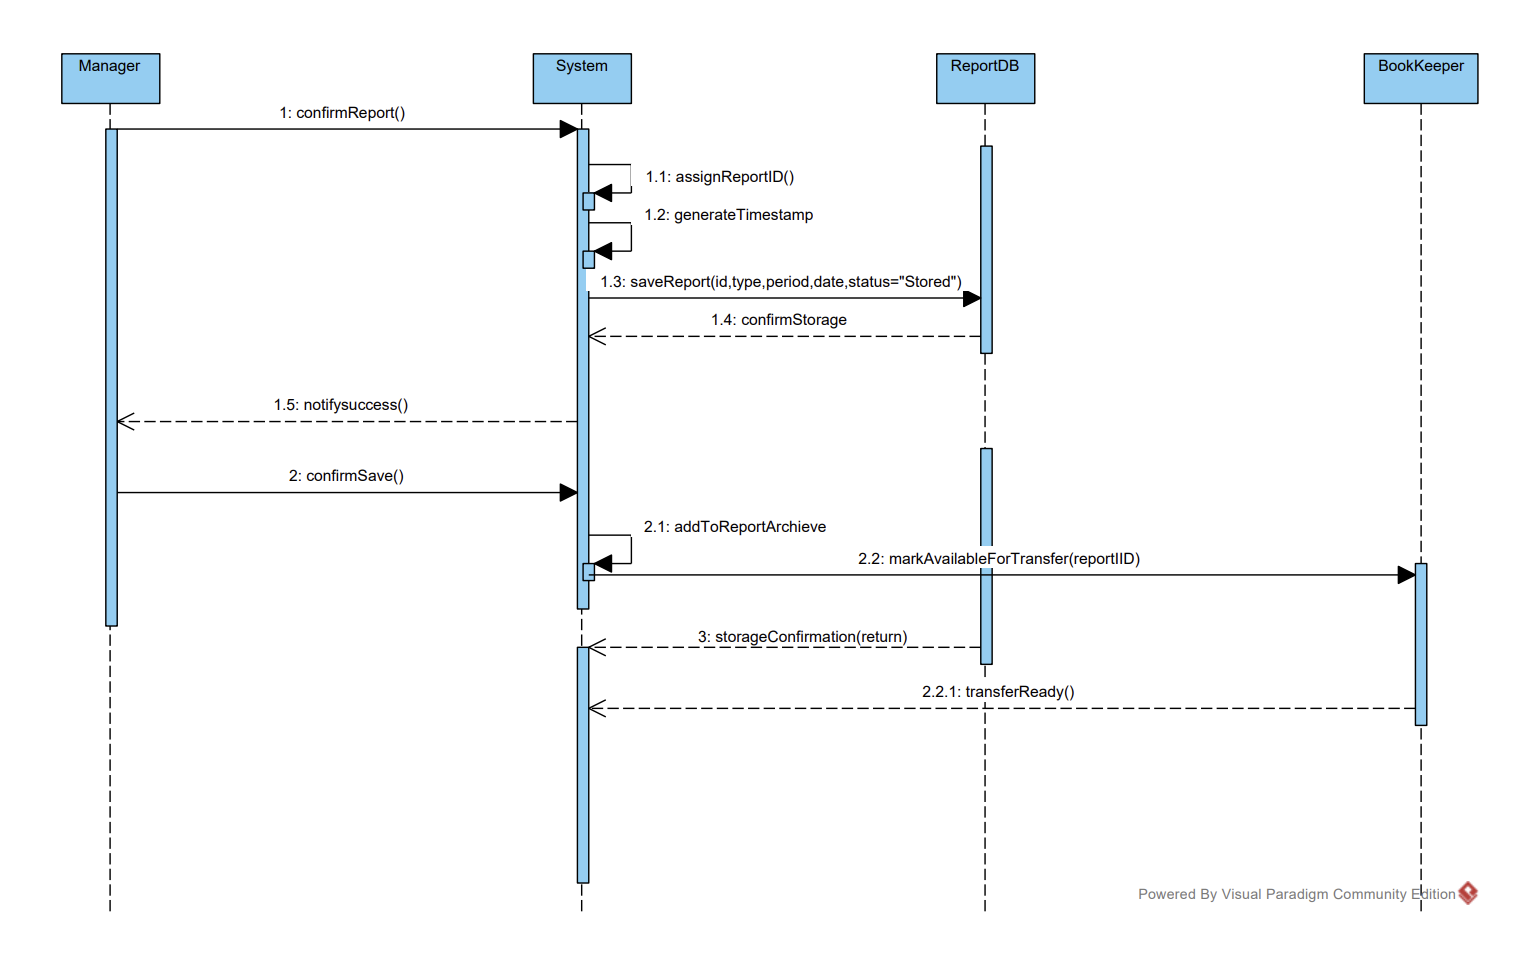 Manager
System
ReportDB
BookKeeper
1: confirmReport()
1.1: assignReportID()
1.2: generateTimestamp
1.3: saveReport(id,type,period,date,status="Stored")
1.4: confirmStorage
1.5: notifysuccess()
2: confirmSave()
2.1: addToReportArchieve
2.2: markAvailableForTransfer(reportIID)
3: storageConfirmation(return)
2.2.1: transferReady()
Powered By Visual Paradigm Community Edition